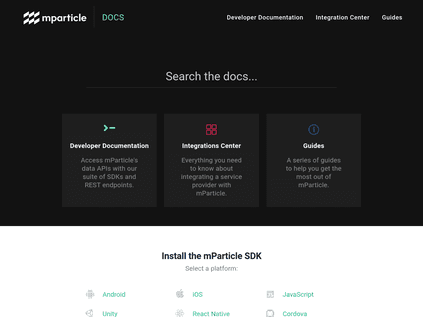 mparticle DOCS Developer Documentation Integration Center Guides
Search the docs...
Developer Documentation
Access mParticle's
data APIs with our
suite of SDKs and
REST endpoints.
Integrations Center
Everything you need
to know about
integrating a service
provider with
mParticle.
Guides
A series of guides
to help you get the
most out of
mParticle.
Install the mParticle SDK
Select a platform:
Android iOS JavaScript
Unity React Native Cordova